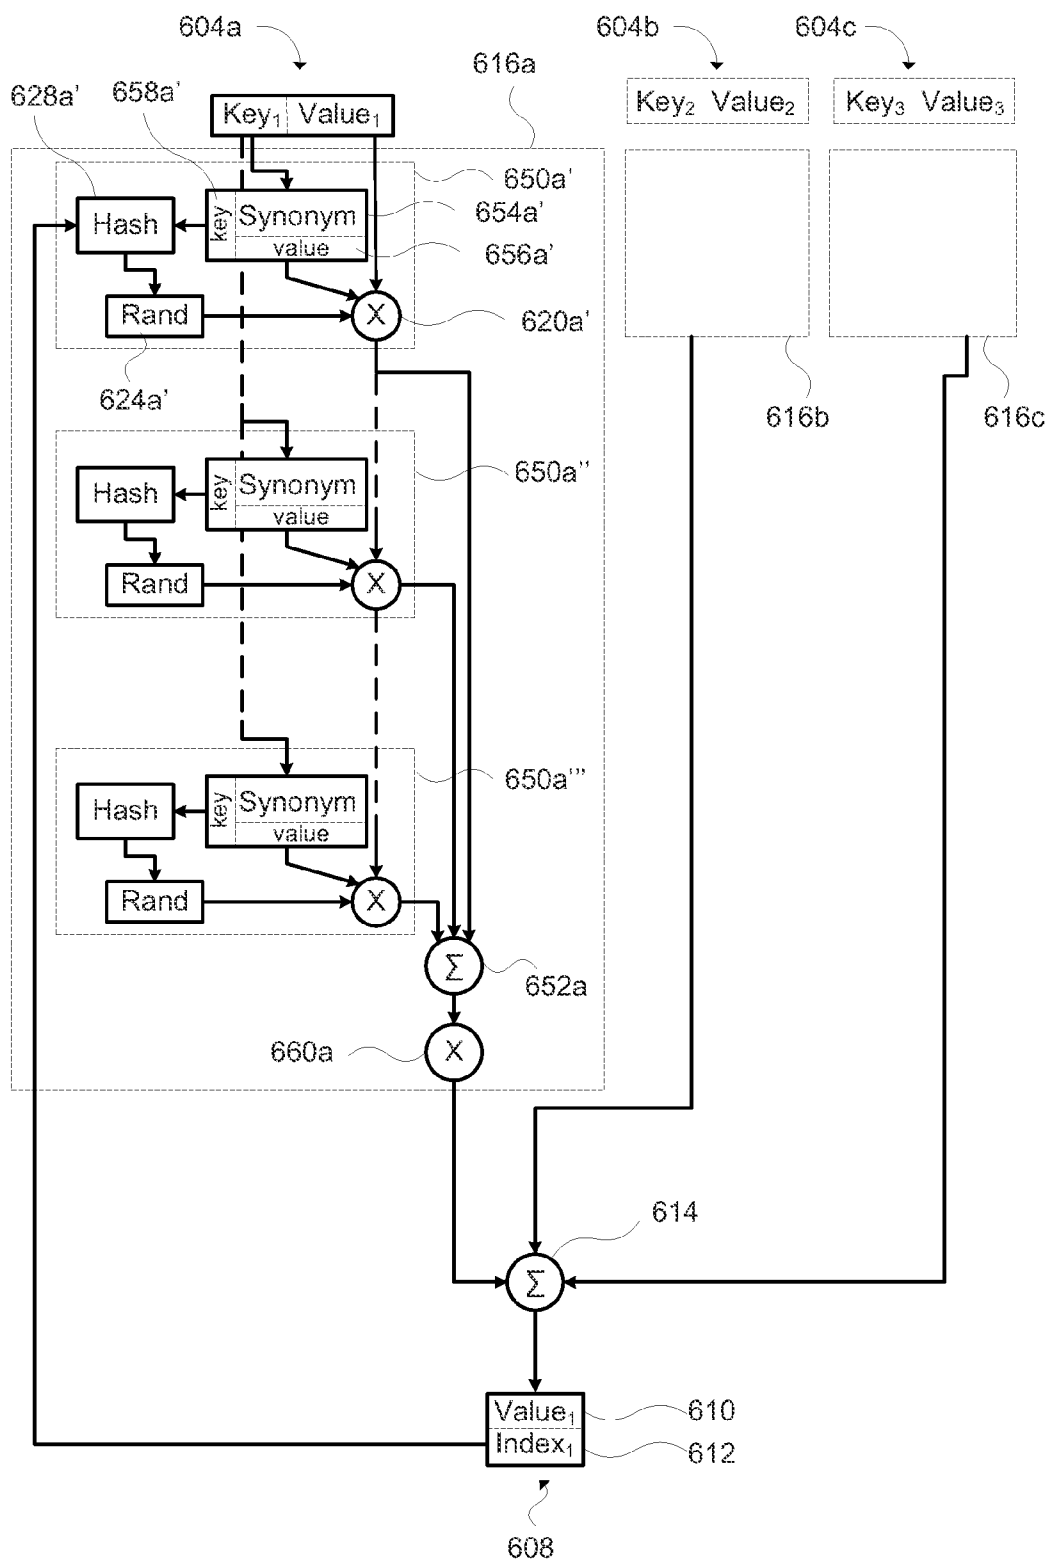 604a
604b
604c
616a
628a'
658a'
Key1 Value1
Key2 Value2
Key3 Value3
650a'
Hash
key
Synonym
value
654a'
656a'
Rand
X
620a'
624a'
616b
616c
Hash
key
Synonym
value
650a''
Rand
X
Hash
key
Synonym
value
650a'''
Rand
X
Σ
652a
660a
X
614
Σ
Value1
610
Index1
612
608